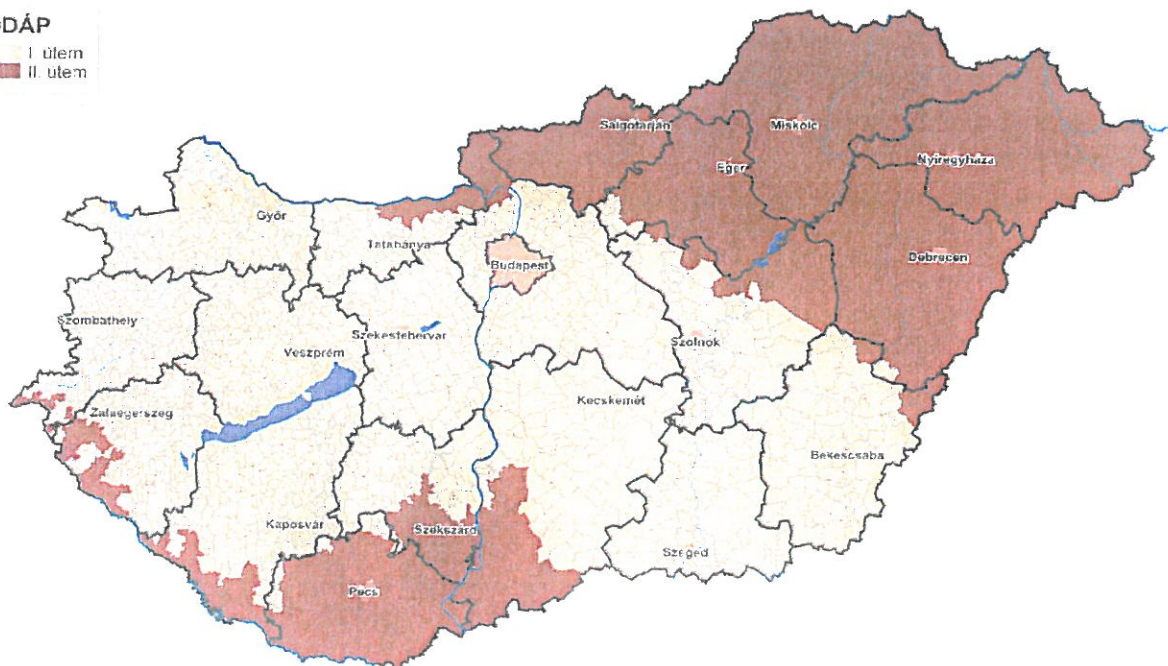 DÁP
I. ütem
II. ütem
Salgótarján
Miskolc
Eger
Nyíregyháza
Győr
Tatabánya
Budapest
Debrecen
Szombathely
Székesfehérvár
Veszprém
Szolnok
Zalaegerszeg
Kecskemét
Békéscsaba
Kaposvár
Szekszárd
Szeged
Pécs